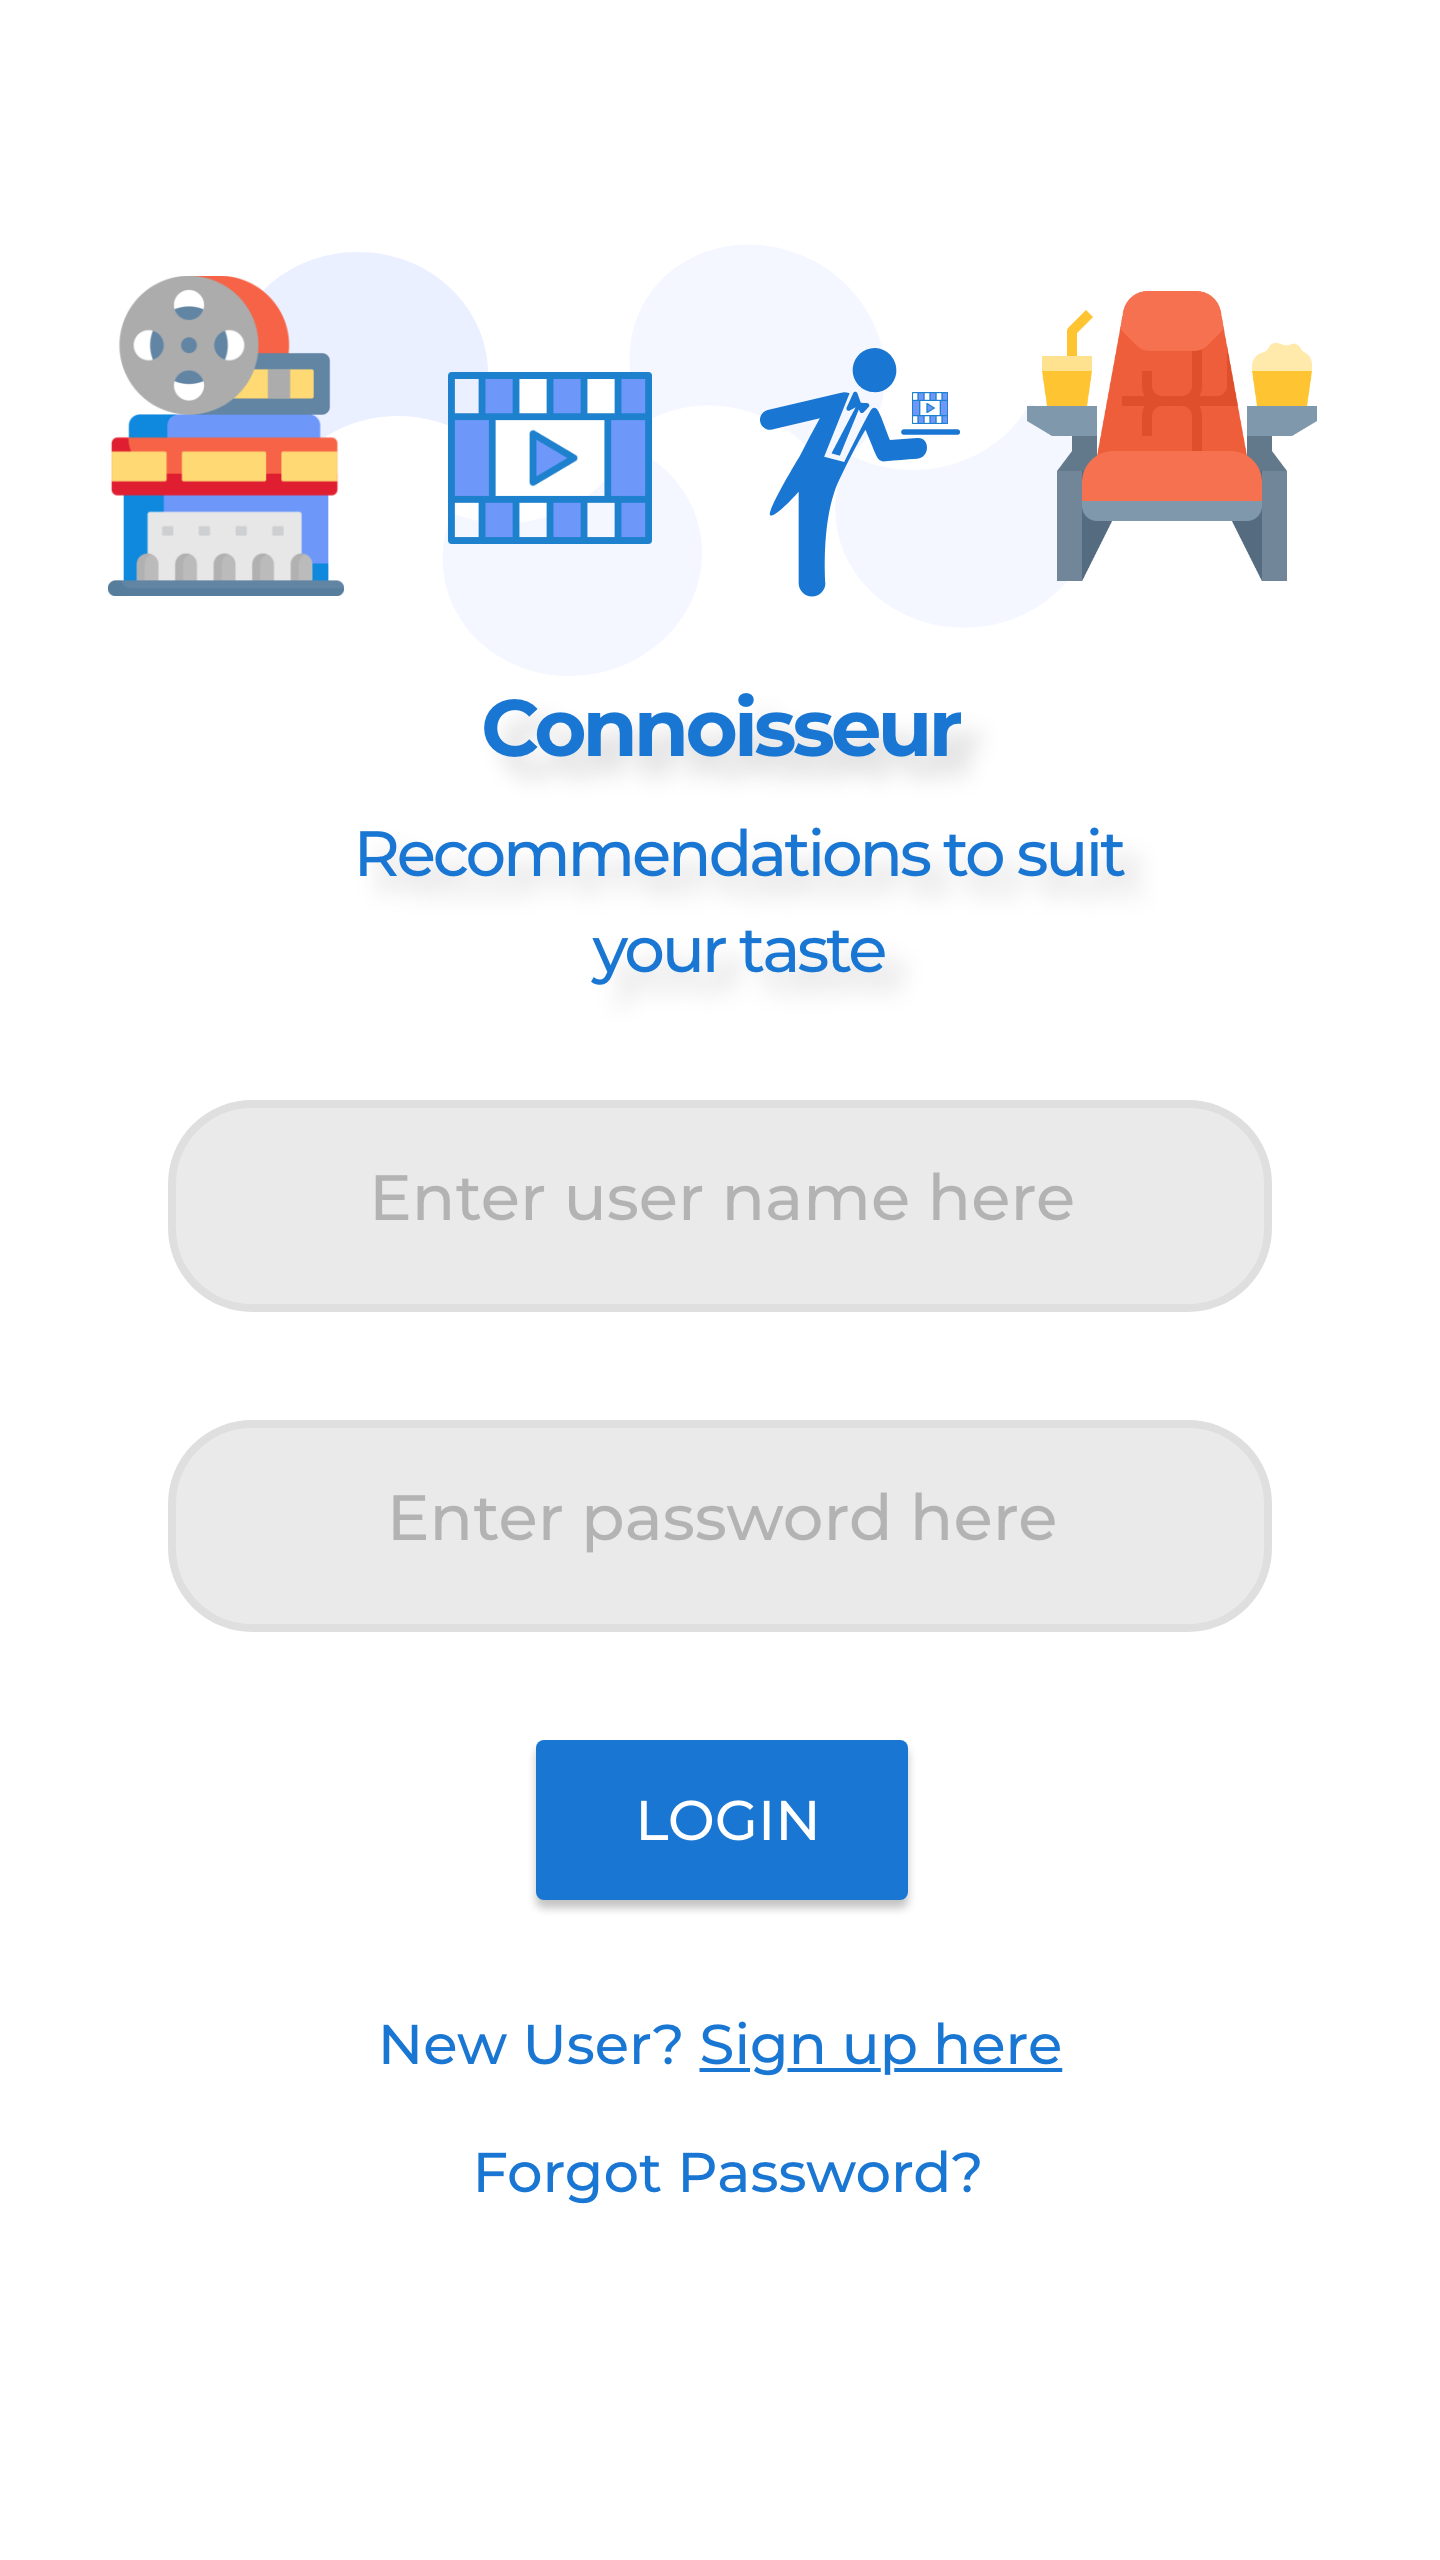 Connoisseur
Recommendations to suit
your taste
Enter user name here
Enter password here
LOGIN
New User? Sign up here
Forgot Password?